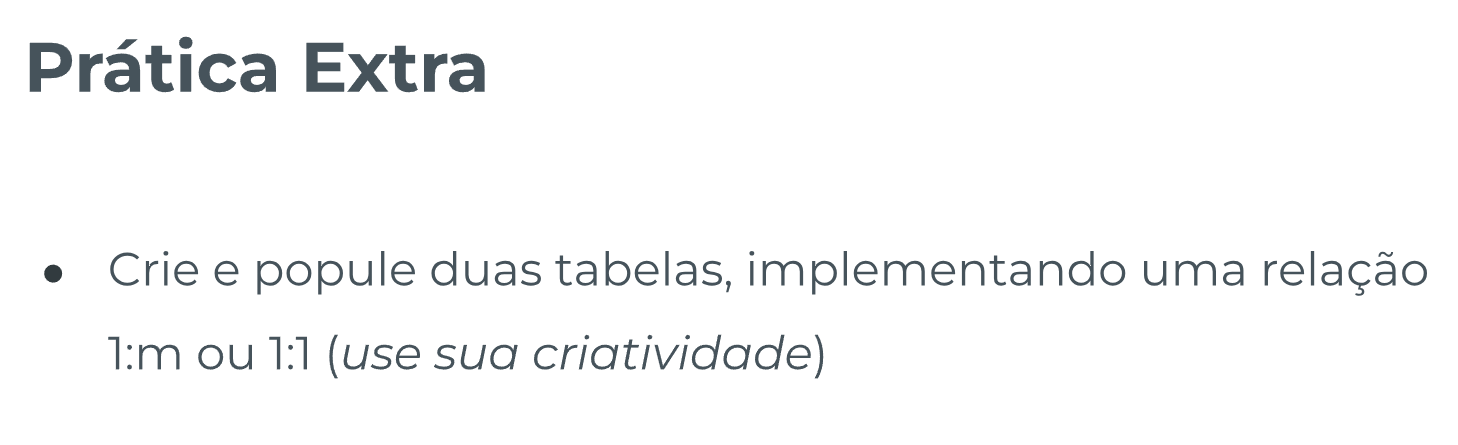 Prática Extra
● Crie e popule duas tabelas, implementando uma relação
1:m ou 1:1 (use sua criatividade)